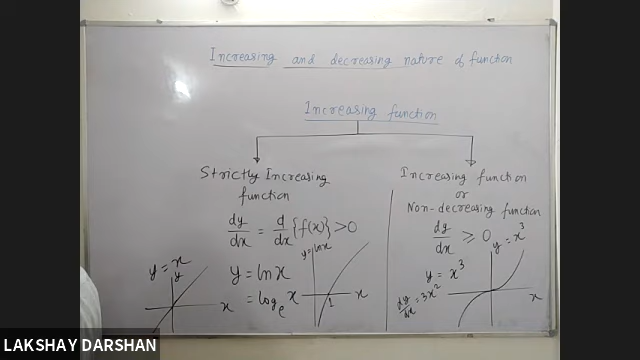 Increasing and decreasing nature of function
Increasing function
Strictly Increasing
function
dy/dx = d/dx {f(x)} > 0
y = x
y
x
y = ln x
= log_e x
y = ln x
1
x
Increasing function
or
Non-decreasing function
dy/dx ≥ 0
y = x³
y = x³
dy/dx = 3x²
x
LAKSHAY DARSHAN